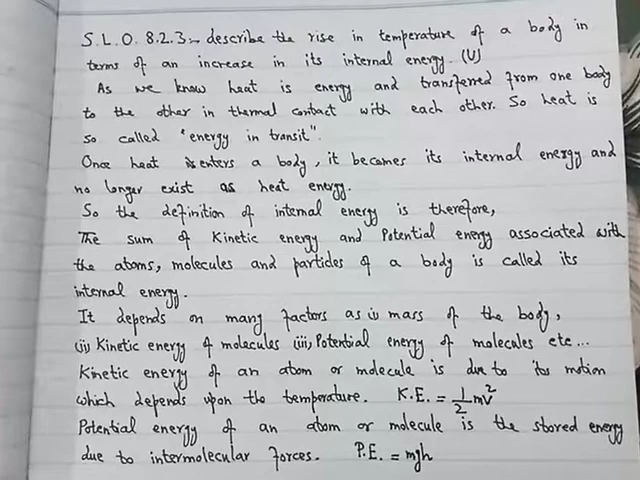 S.L.O. 8.2.3:- describe the rise in temperature of a body in
terms of an increase in its internal energy. (U)
As we know heat is energy and transferred from one body
to the other in thermal contact with each other. So heat is
so called "energy in transit".
Once heat enters a body, it becomes its internal energy and
no longer exist as heat energy.
So the definition of internal energy is therefore,
The sum of Kinetic energy and Potential energy associated with
the atoms, molecules and particles of a body is called its
internal energy.
It depends on many factors as (i) mass of the body,
(ii) Kinetic energy of molecules (iii) Potential energy of molecules etc...
Kinetic energy of an atom or molecule is due to its motion
which depends upon the temperature. K.E. = 1/2 mv²
Potential energy of an atom or molecule is the stored energy
due to intermolecular forces. P.E. = mgh